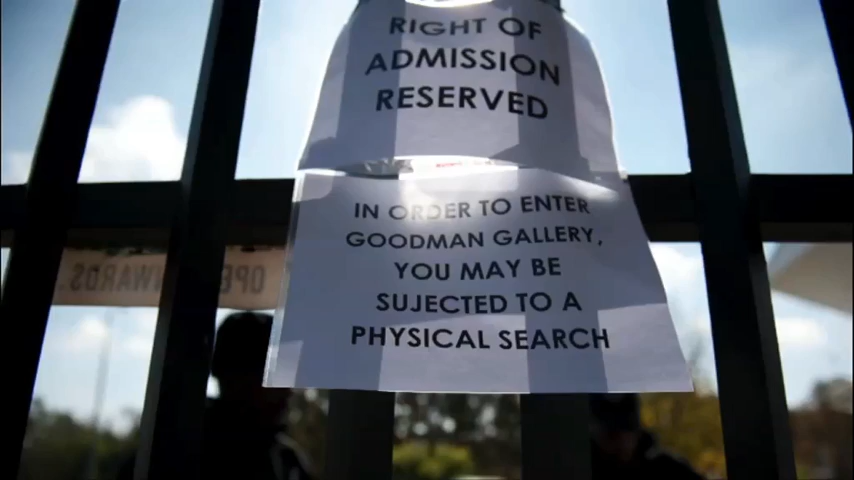 RIGHT OF
ADMISSION
RESERVED
IN ORDER TO ENTER
GOODMAN GALLERY,
YOU MAY BE
SUJECTED TO A
PHYSICAL SEARCH